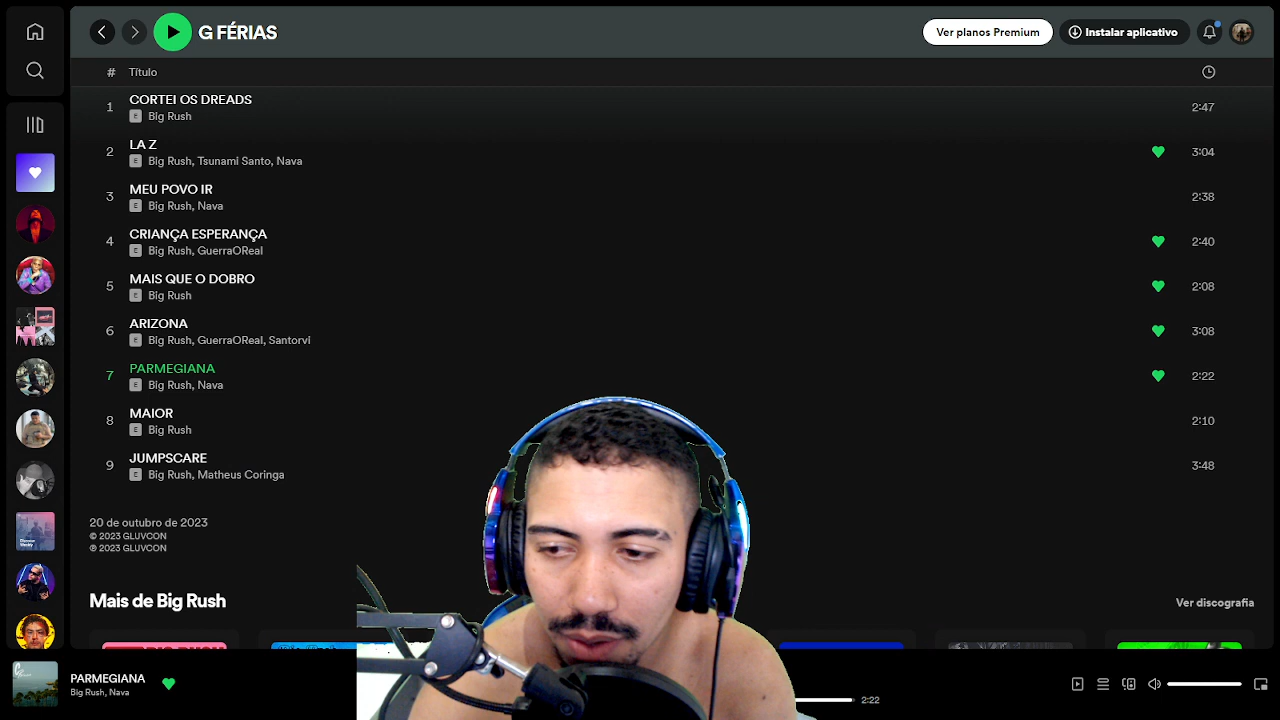 G FÉRIAS
Ver planos Premium
Instalar aplicativo
# Título
1 CORTEI OS DREADS 2:47
E Big Rush
2 LA Z 3:04
E Big Rush, Tsunami Santo, Nava
3 MEU POVO IR 2:38
E Big Rush, Nava
4 CRIANÇA ESPERANÇA 2:40
E Big Rush, GuerraOReal
5 MAIS QUE O DOBRO 2:08
E Big Rush
6 ARIZONA 3:08
E Big Rush, GuerraOReal, Santorvi
7 PARMEGIANA 2:22
E Big Rush, Nava
8 MAIOR 2:10
E Big Rush
9 JUMPSCARE 3:48
E Big Rush, Matheus Coringa
20 de outubro de 2023
© 2023 GLUVCON
℗ 2023 GLUVCON
Mais de Big Rush
Ver discografia
PARMEGIANA
Big Rush, Nava
2:22